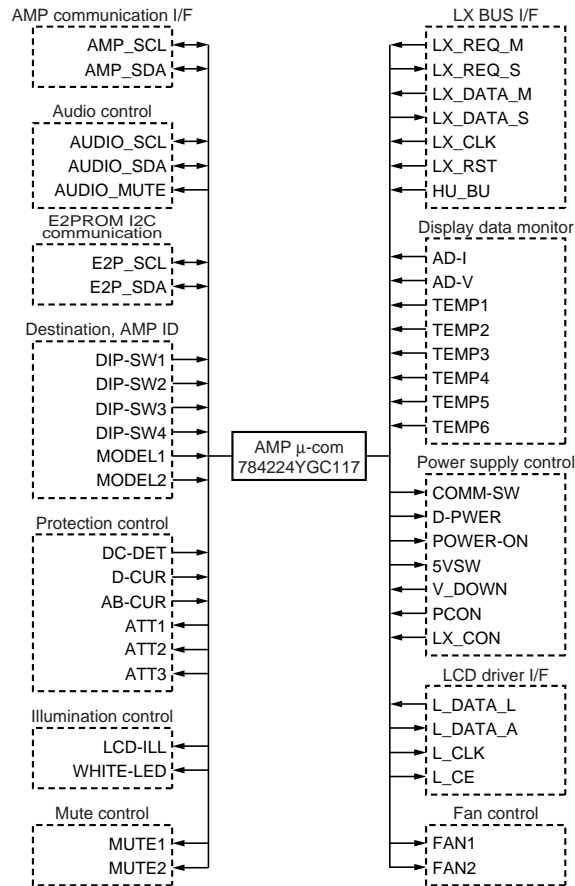 AMP communication I/F
AMP_SCL
AMP_SDA
Audio control
AUDIO_SCL
AUDIO_SDA
AUDIO_MUTE
E2PROM I2C
communication
E2P_SCL
E2P_SDA
Destination, AMP ID
DIP-SW1
DIP-SW2
DIP-SW3
DIP-SW4
MODEL1
MODEL2
Protection control
DC-DET
D-CUR
AB-CUR
ATT1
ATT2
ATT3
Illumination control
LCD-ILL
WHITE-LED
Mute control
MUTE1
MUTE2
AMP μ-com
784224YGC117
LX BUS I/F
LX_REQ_M
LX_REQ_S
LX_DATA_M
LX_DATA_S
LX_CLK
LX_RST
HU_BU
Display data monitor
AD-I
AD-V
TEMP1
TEMP2
TEMP3
TEMP4
TEMP5
TEMP6
Power supply control
COMM-SW
D-PWER
POWER-ON
5VSW
V_DOWN
PCON
LX_CON
LCD driver I/F
L_DATA_L
L_DATA_A
L_CLK
L_CE
Fan control
FAN1
FAN2